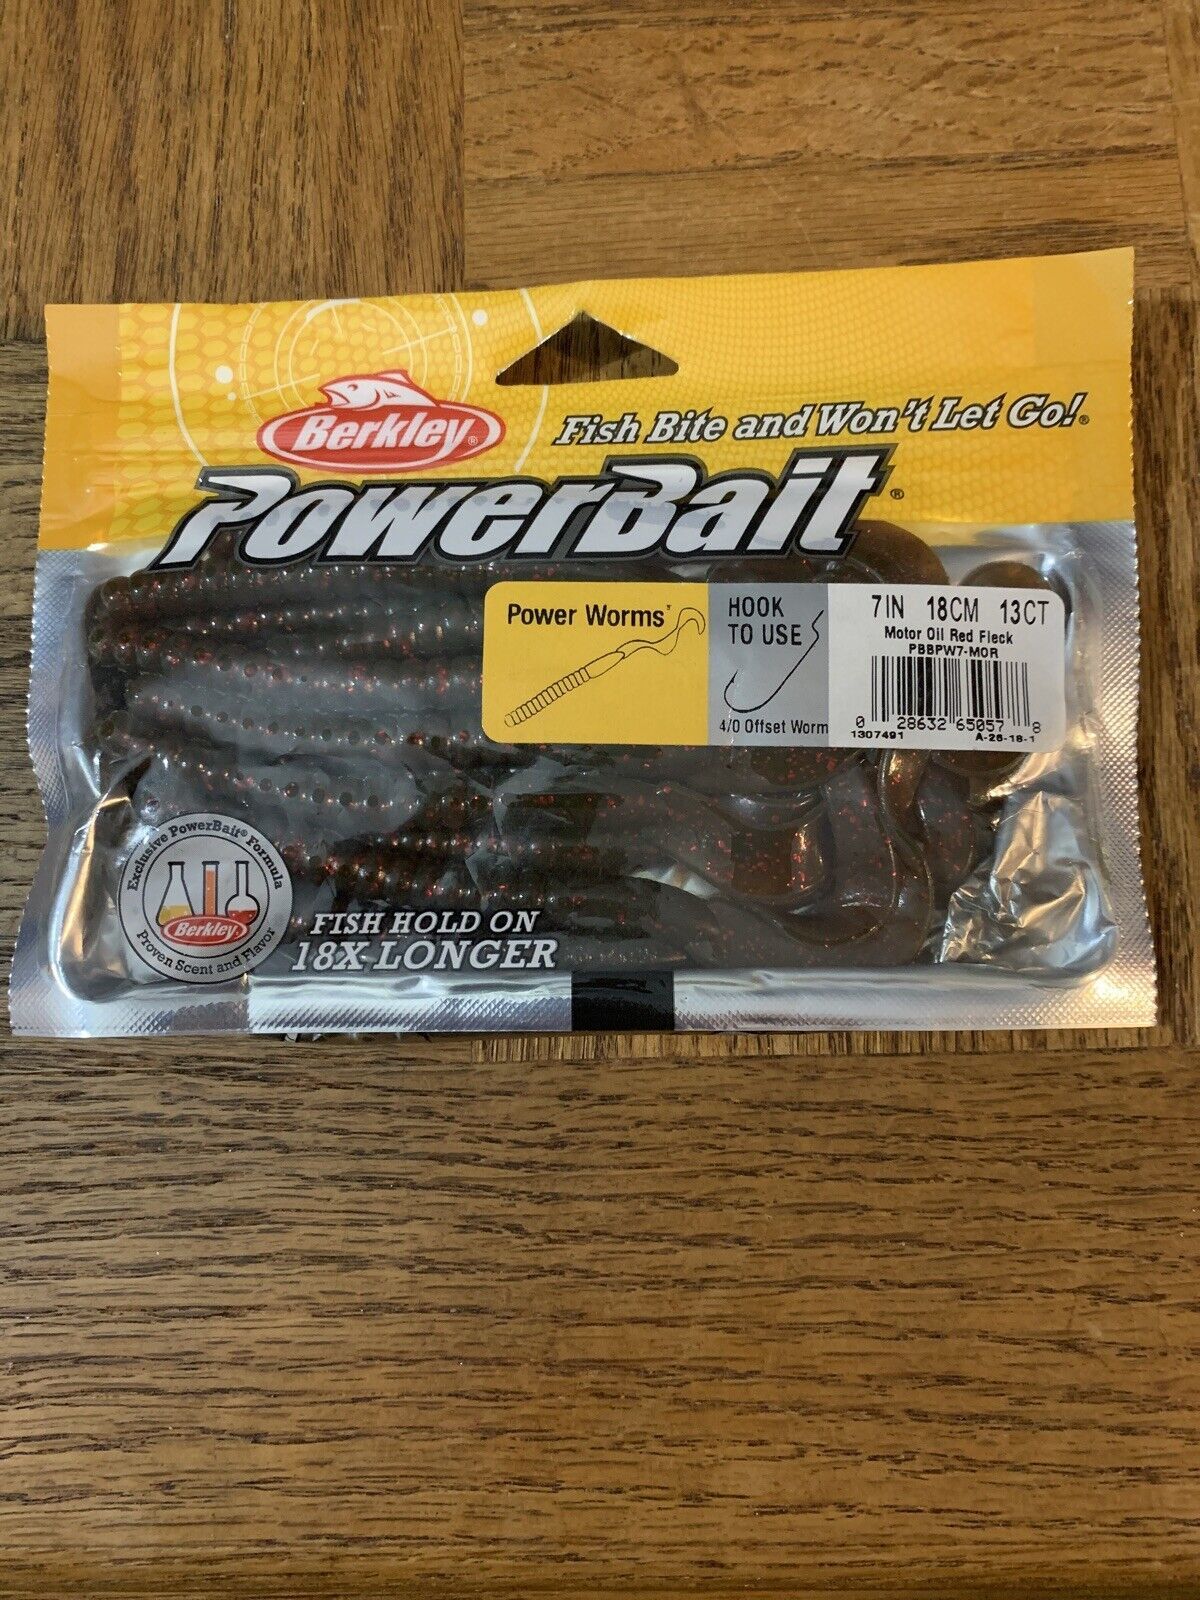 Berkley®
Fish Bite and Won't Let Go!®
PowerBait®
Power Worms™
HOOK
TO USE
4/0 Offset Worm
7IN 18CM 13CT
Motor Oil Red Fleck
PBBPW7-MOR
0 28632 65057 8
1307491 A-26-18-1
Exclusive PowerBait® Formula
Berkley
Proven Scent and Flavor
FISH HOLD ON
18X LONGER